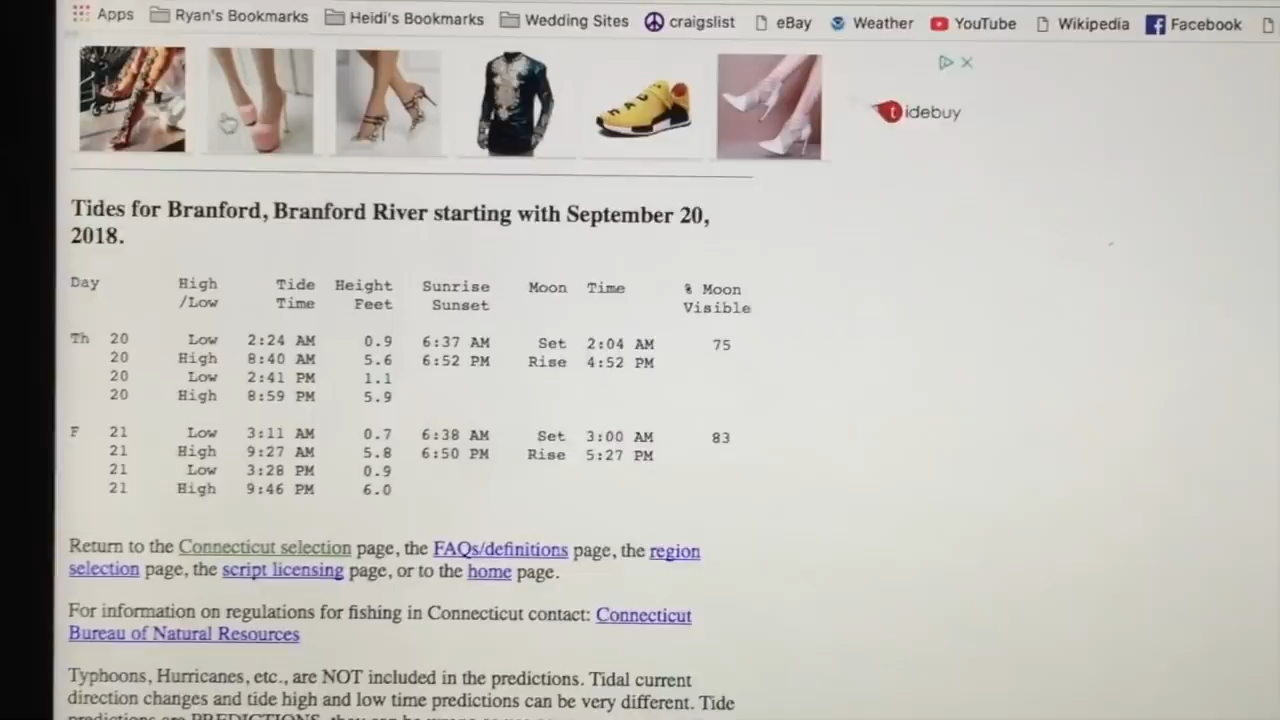 Apps Ryan's Bookmarks Heidi's Bookmarks Wedding Sites craigslist eBay Weather YouTube Wikipedia Facebook
tidebuy
Tides for Branford, Branford River starting with September 20,
2018.
Day High Tide Height Sunrise Moon Time % Moon
/Low Time Feet Sunset Visible
Th 20 Low 2:24 AM 0.9 6:37 AM Set 2:04 AM 75
20 High 8:40 AM 5.6 6:52 PM Rise 4:52 PM
20 Low 2:41 PM 1.1
20 High 8:59 PM 5.9
F 21 Low 3:11 AM 0.7 6:38 AM Set 3:00 AM 83
21 High 9:27 AM 5.8 6:50 PM Rise 5:27 PM
21 Low 3:28 PM 0.9
21 High 9:46 PM 6.0
Return to the Connecticut selection page, the FAQs/definitions page, the region
selection page, the script licensing page, or to the home page.
For information on regulations for fishing in Connecticut contact: Connecticut
Bureau of Natural Resources
Typhoons, Hurricanes, etc., are NOT included in the predictions. Tidal current
direction changes and tide high and low time predictions can be very different. Tide
predictions are PREDICTIONS, they can be wrong